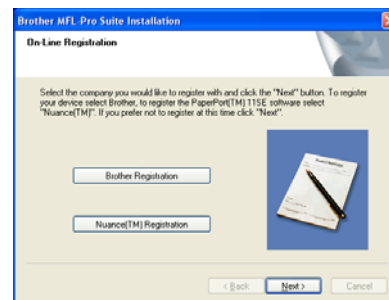 Brother MFL-Pro Suite Installation
On-Line Registration
Select the company you would like to register with and click the "Next" button. To register
your device select Brother, to register the PaperPort(TM) 11SE software select
"Nuance(TM)". If you prefer not to register at this time click "Next".
Brother Registration
Nuance(TM) Registration
< Back
Next >
Cancel